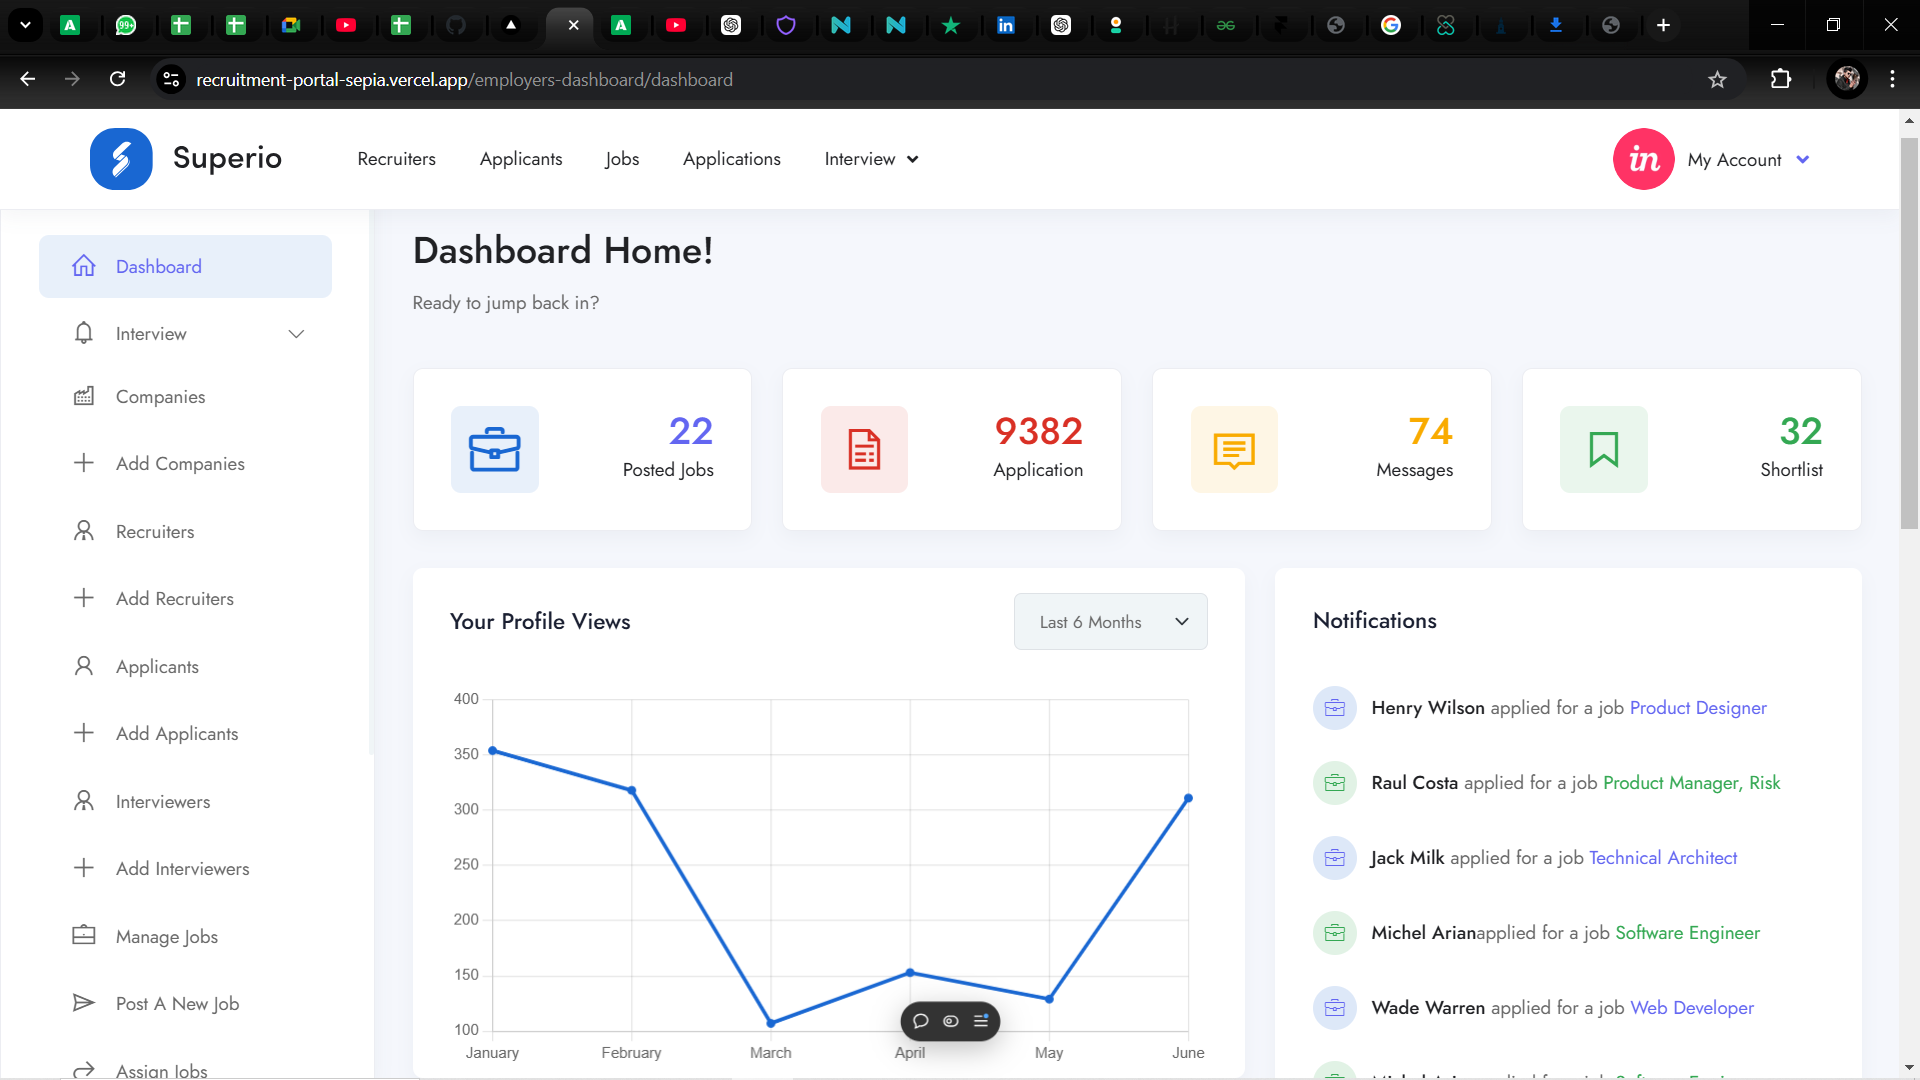 99+
recruitment-portal-sepia.vercel.app/employers-dashboard/dashboard
Superio
Recruiters
Applicants
Jobs
Applications
Interview
in
My Account
Dashboard
Interview
Companies
Add Companies
Recruiters
Add Recruiters
Applicants
Add Applicants
Interviewers
Add Interviewers
Manage Jobs
Post A New Job
Assign Jobs
Dashboard Home!
Ready to jump back in?
22
Posted Jobs
9382
Application
74
Messages
32
Shortlist
Your Profile Views
Last 6 Months
400
350
300
250
200
150
100
January February March April May June
Notifications
Henry Wilson applied for a job Product Designer
Raul Costa applied for a job Product Manager, Risk
Jack Milk applied for a job Technical Architect
Michel Arianapplied for a job Software Engineer
Wade Warren applied for a job Web Developer